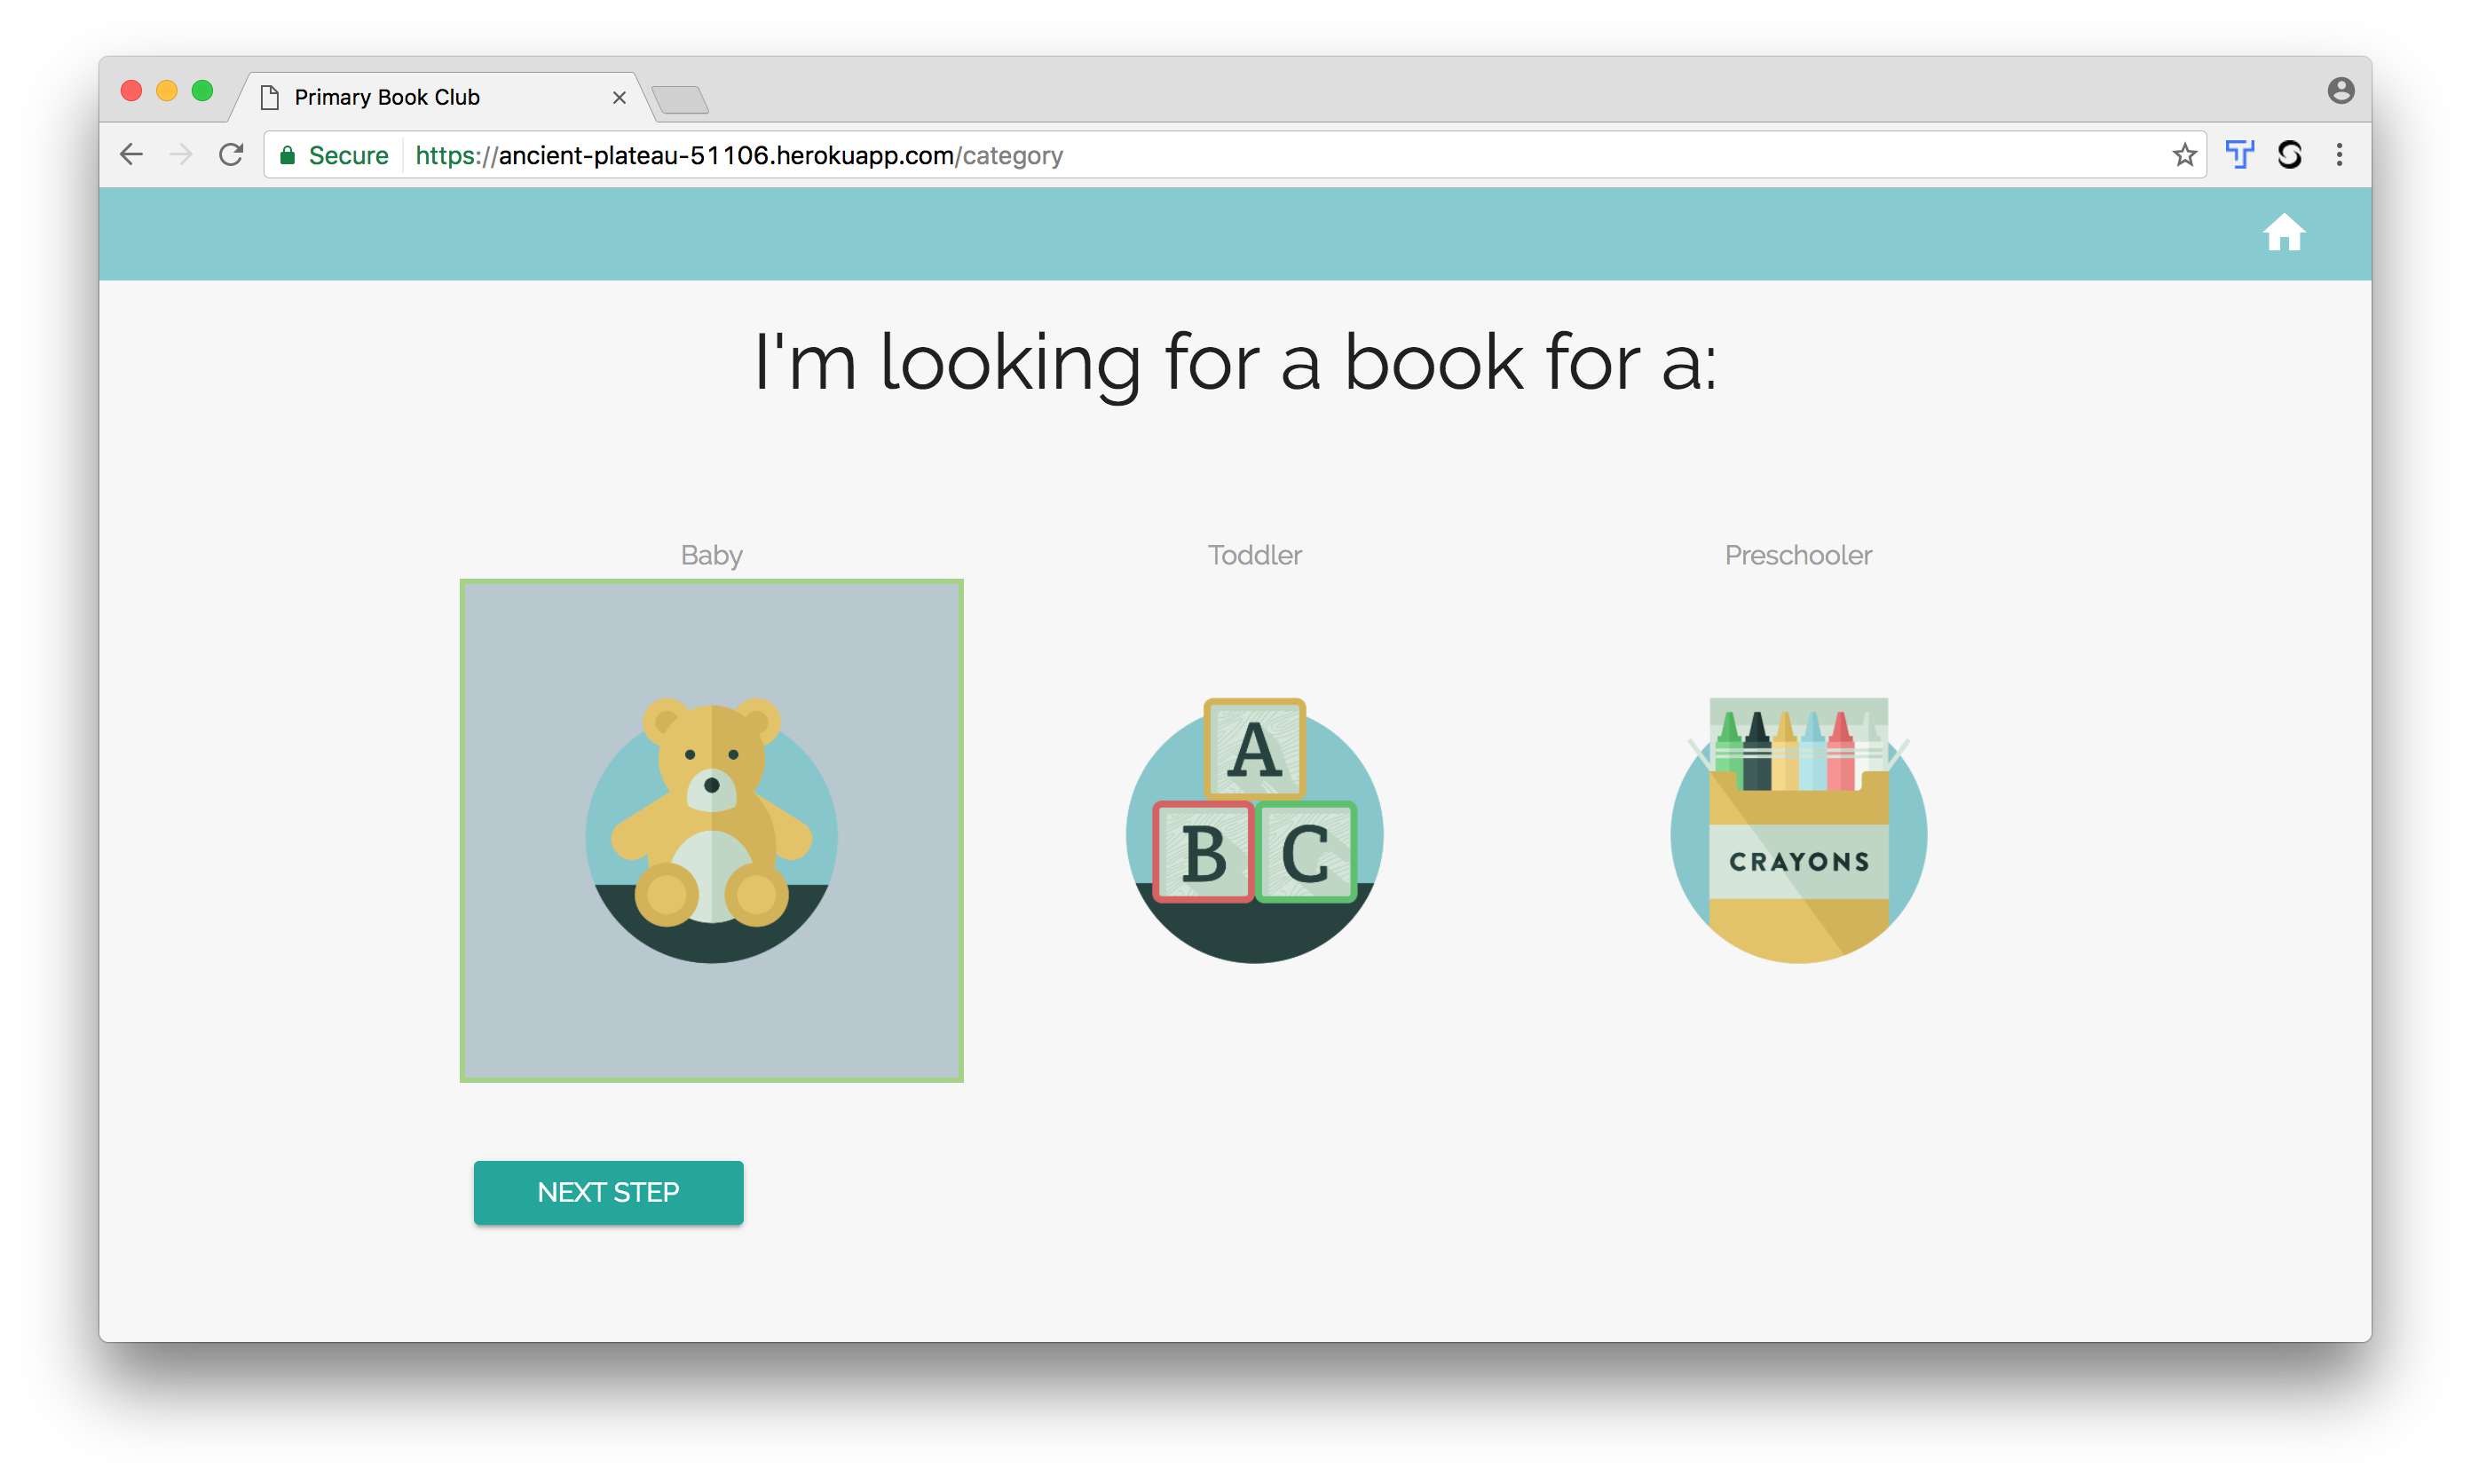 Primary Book Club
Secure https://ancient-plateau-51106.herokuapp.com/category
I'm looking for a book for a:
Baby Toddler Preschooler
A
B C
CRAYONS
NEXT STEP